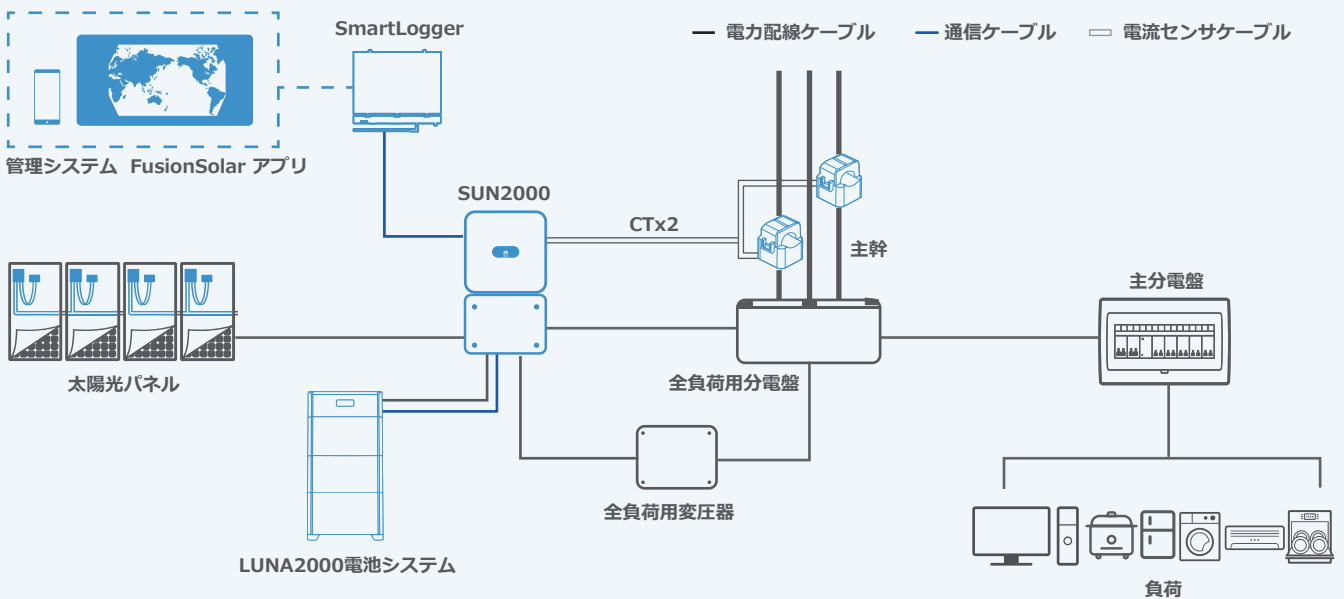 SmartLogger
電力配線ケーブル
通信ケーブル
電流センサケーブル
管理システム FusionSolar アプリ
SUN2000
CTx2
主幹
主分電盤
太陽光パネル
全負荷用分電盤
全負荷用変圧器
LUNA2000電池システム
負荷